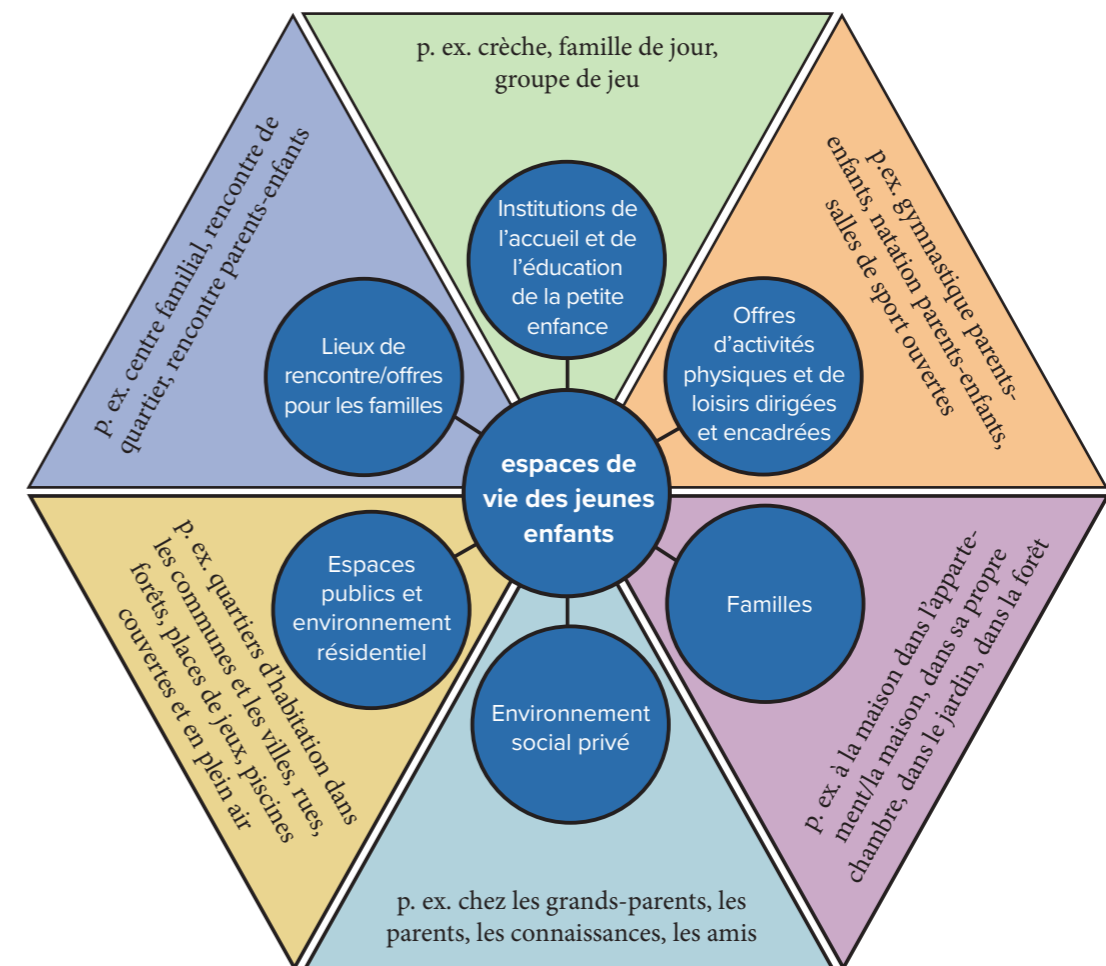 p. ex. crèche, famille de jour,
groupe de jeu
Institutions de
l'accueil et de
l'éducation
de la petite
enfance
p.ex. gymnastique parents-
enfants, natation parents-enfants,
salles de sport ouvertes
Offres
d'activités
physiques et de
loisirs dirigées
et encadrées
p. ex. à la maison dans l'apparte-
ment/la maison, dans sa propre
chambre, dans le jardin, dans la forêt
Familles
Environnement
social privé
p. ex. chez les grands-parents, les
parents, les connaissances, les amis
p. ex. quartiers d'habitation dans
les communes et les villes, rues,
forêts, places de jeux, piscines
couvertes et en plein air
Espaces
publics et
environnement
résidentiel
p. ex. centre familial, rencontre de
quartier, rencontre parents-enfants
Lieux de
rencontre/offres
pour les familles
espaces de
vie des jeunes
enfants